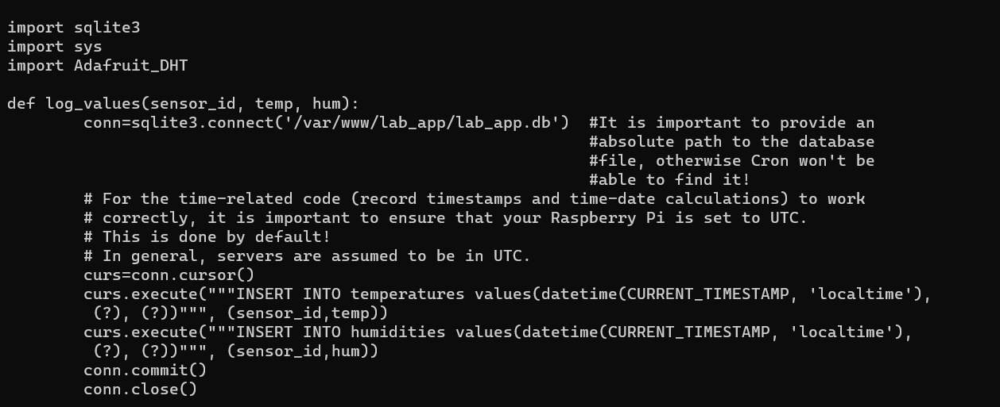 import sqlite3
import sys
import Adafruit_DHT

def log_values(sensor_id, temp, hum):
        conn=sqlite3.connect('/var/www/lab_app/lab_app.db')  #It is important to provide an
                                                             #absolute path to the database
                                                             #file, otherwise Cron won't be
                                                             #able to find it!
        # For the time-related code (record timestamps and time-date calculations) to work
        # correctly, it is important to ensure that your Raspberry Pi is set to UTC.
        # This is done by default!
        # In general, servers are assumed to be in UTC.
        curs=conn.cursor()
        curs.execute("""INSERT INTO temperatures values(datetime(CURRENT_TIMESTAMP, 'localtime'),
         (?), (?))""", (sensor_id,temp))
        curs.execute("""INSERT INTO humidities values(datetime(CURRENT_TIMESTAMP, 'localtime'),
         (?), (?))""", (sensor_id,hum))
        conn.commit()
        conn.close()